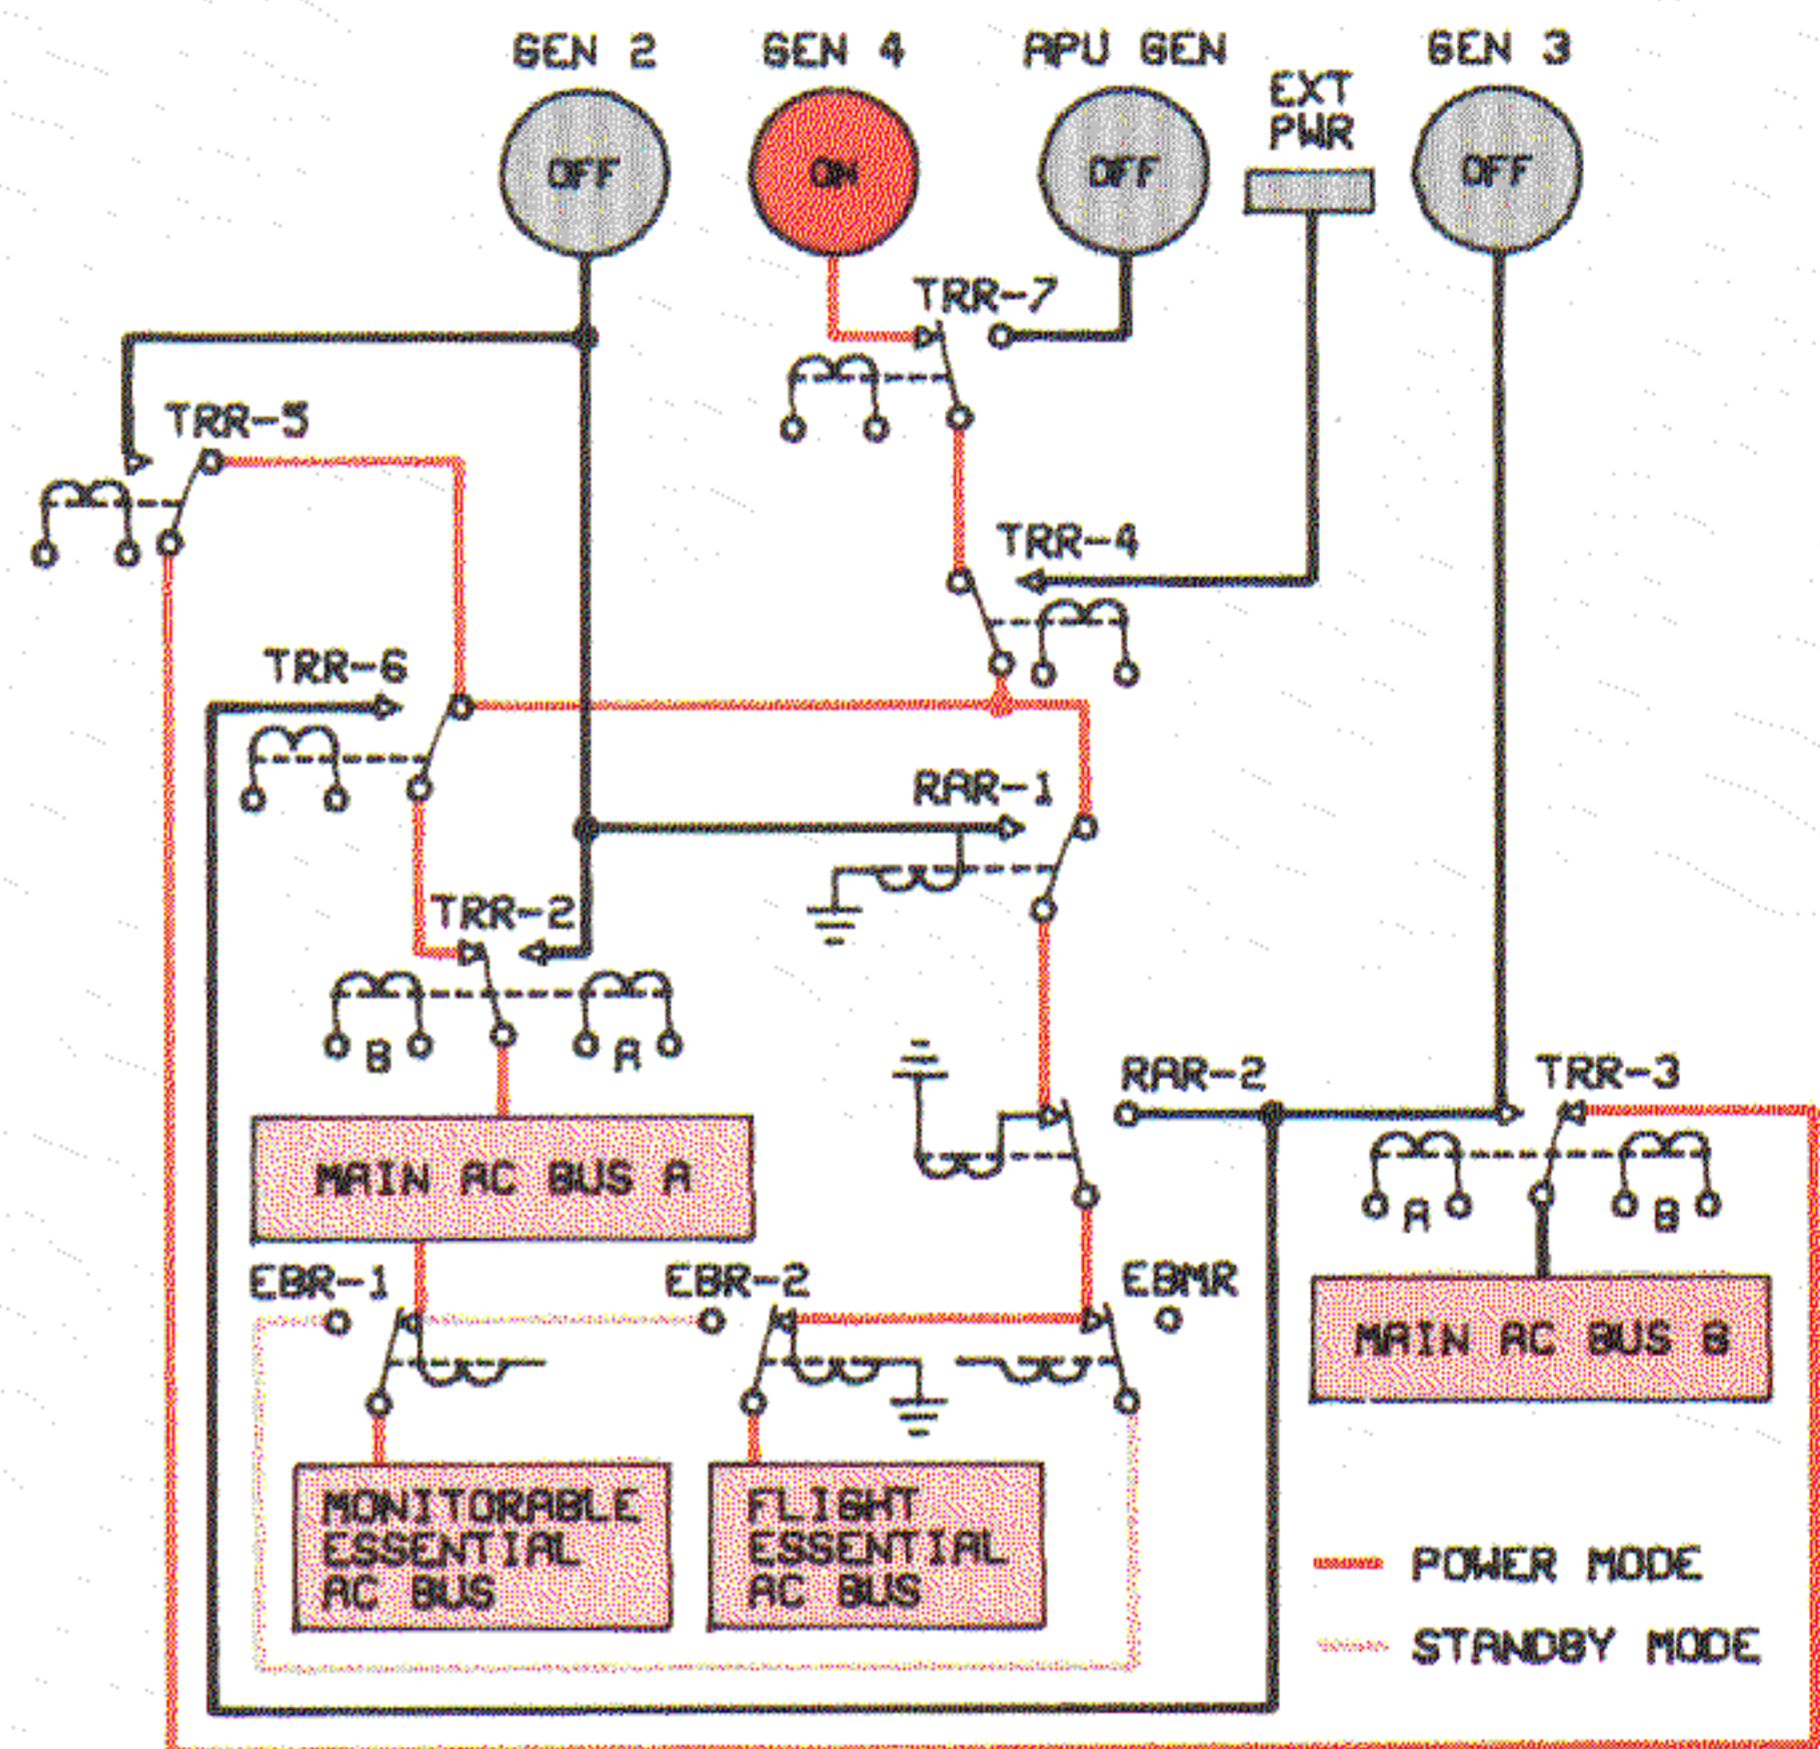 GEN 2
GEN 4
APU GEN
GEN 3
EXT
PWR
OFF
ON
OFF
OFF
TRR-7
TRR-5
TRR-4
TRR-6
RAR-1
TRR-2
B
A
RAR-2
TRR-3
A
B
MAIN AC BUS A
EBR-1
EBR-2
EBMR
MAIN AC BUS B
MONITORABLE
ESSENTIAL
AC BUS
FLIGHT
ESSENTIAL
AC BUS
POWER MODE
STANDBY MODE